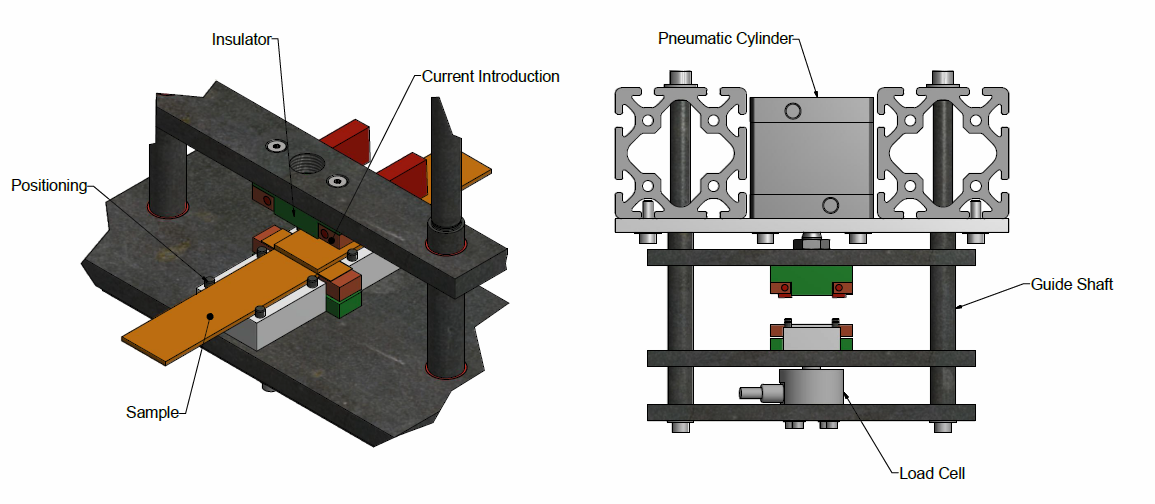 Insulator
Current Introduction
Positioning
Sample
Pneumatic Cylinder
Guide Shaft
Load Cell